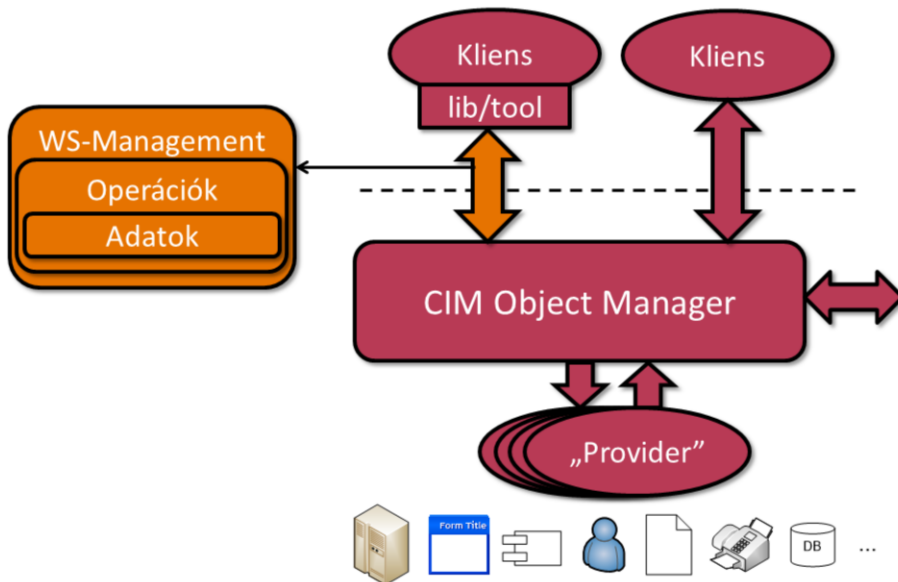 Kliens
lib/tool
Kliens
WS-Management
Operációk
Adatok
CIM Object Manager
„Provider”
Form Title
DB
...